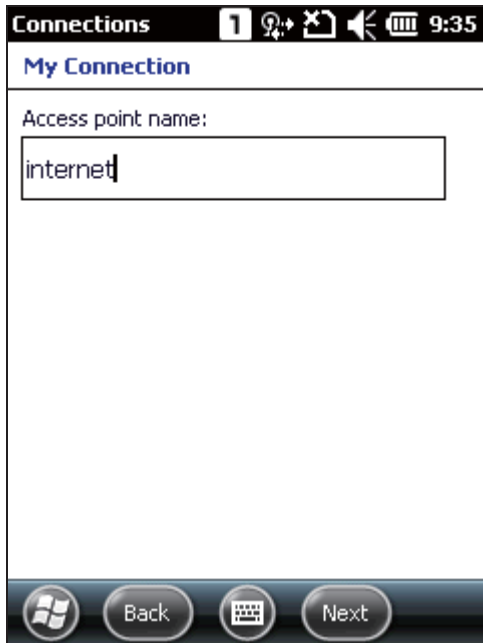 Connections 1 9:35
My Connection
Access point name:
internet
Back Next